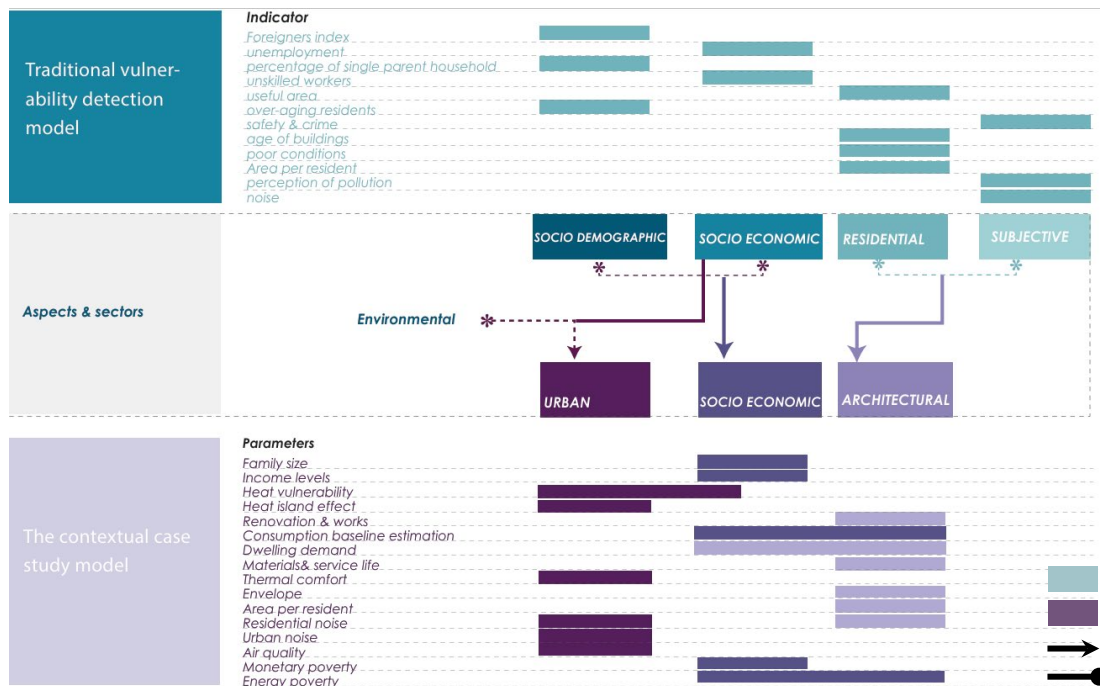 Indicator
Traditional vulner-
ability detection
model
Foreigners index
unemployment
percentage of single parent household
unskilled workers
useful area
over-aging residents
safety & crime
age of buildings
poor conditions
Area per resident
perception of pollution
noise
SOCIO DEMOGRAPHIC
SOCIO ECONOMIC
RESIDENTIAL
SUBJECTIVE
Aspects & sectors
Environmental
URBAN
SOCIO ECONOMIC
ARCHITECTURAL
The contextual case
study model
Parameters
Family size
Income levels
Heat vulnerability
Heat island effect
Renovation & works
Consumption baseline estimation
Dwelling demand
Materials& service life
Thermal comfort
Envelope
Area per resident
Residential noise
Urban noise
Air quality
Monetary poverty
Energy poverty